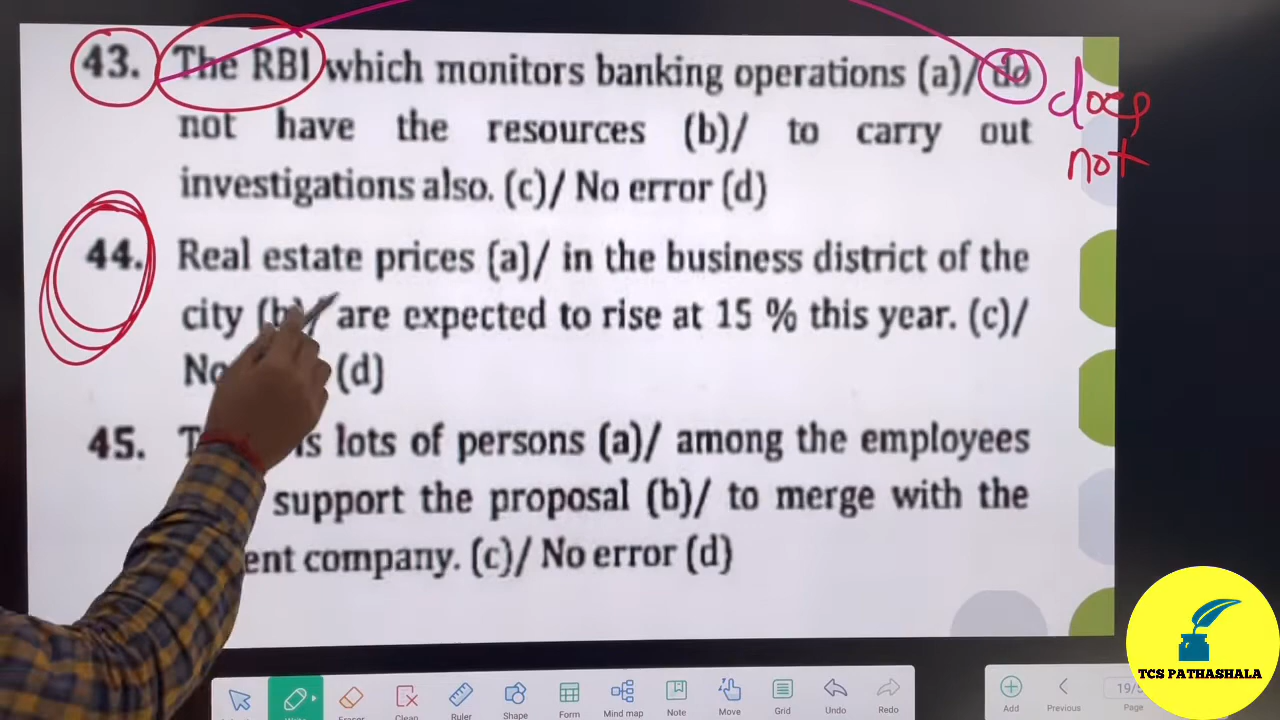 43. The RBI which monitors banking operations (a)/ do
does
not have the resources (b)/ to carry out
not
investigations also. (c)/ No error (d)
44. Real estate prices (a)/ in the business district of the
city (b)/ are expected to rise at 15 % this year. (c)/
(d)
45. lots of persons (a)/ among the employees
support the proposal (b)/ to merge with the
company. (c)/ No error (d)
TCS PATHASHALA
Eraser Clean Ruler Shape Form Mind map Note Move Grid Undo Redo
Add Previous Page